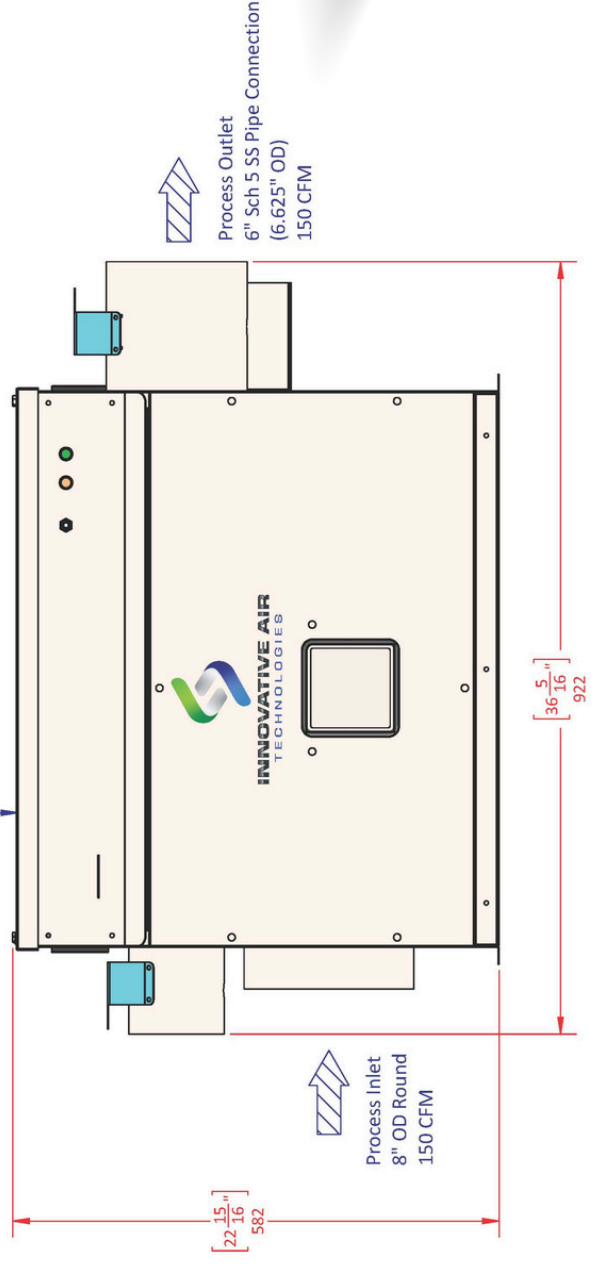 Process Outlet
6" Sch 5 SS Pipe Connection
(6.625" OD)
150 CFM
INNOVATIVE AIR
TECHNOLOGIES
Process Inlet
8" OD Round
150 CFM
[22 15/16"]
582
[36 5/16"]
922